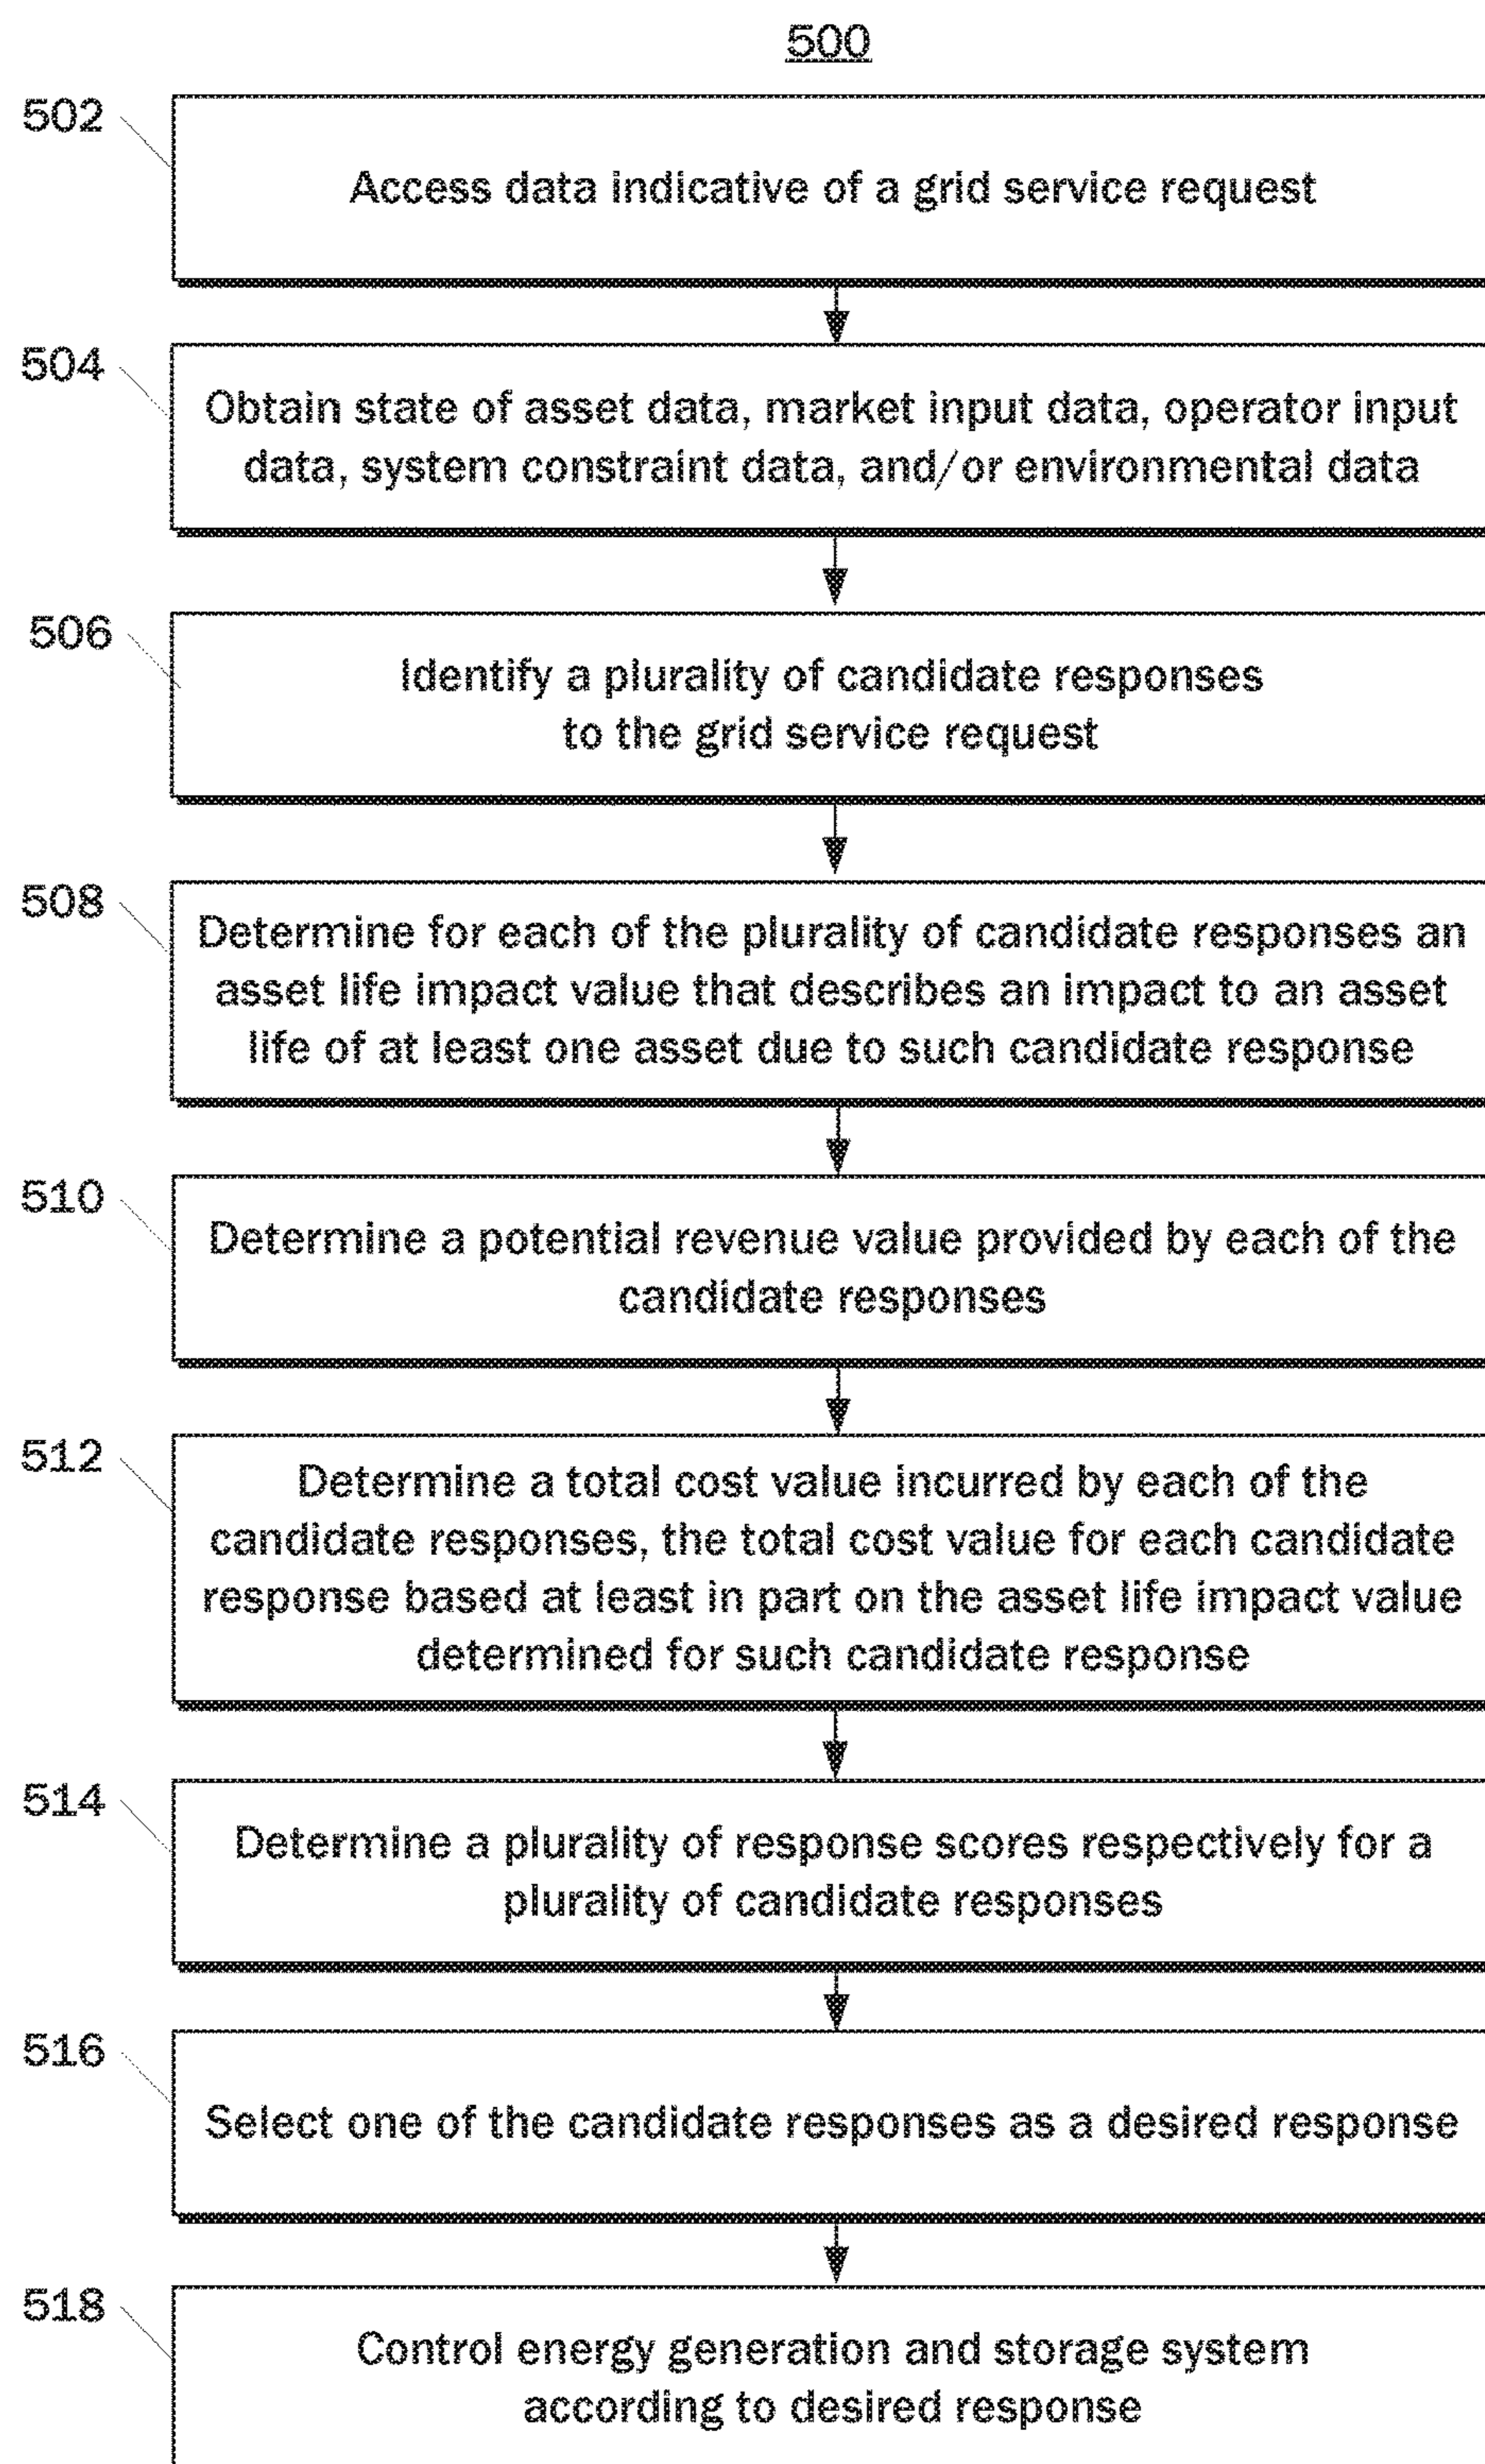 500
502
Access data indicative of a grid service request
504
Obtain state of asset data, market input data, operator input
data, system constraint data, and/or environmental data
506
Identify a plurality of candidate responses
to the grid service request
508
Determine for each of the plurality of candidate responses an
asset life impact value that describes an impact to an asset
life of at least one asset due to such candidate response
510
Determine a potential revenue value provided by each of the
candidate responses
512
Determine a total cost value incurred by each of the
candidate responses, the total cost value for each candidate
response based at least in part on the asset life impact value
determined for such candidate response
514
Determine a plurality of response scores respectively for a
plurality of candidate responses
516
Select one of the candidate responses as a desired response
518
Control energy generation and storage system
according to desired response